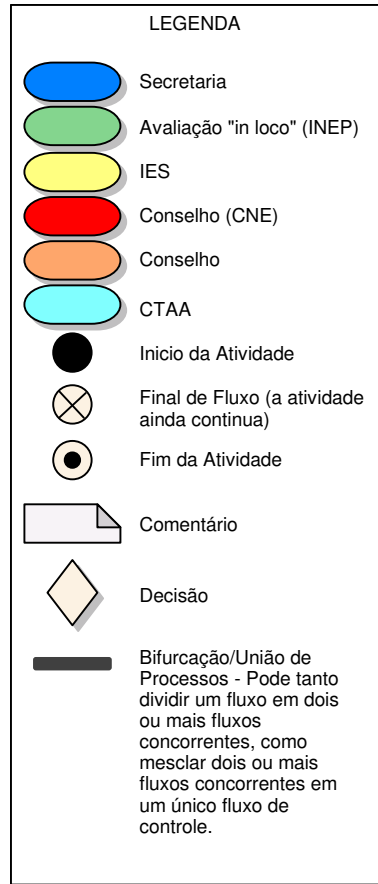 LEGENDA
Secretaria
Avaliação "in loco" (INEP)
IES
Conselho (CNE)
Conselho
CTAA
Inicio da Atividade
Final de Fluxo (a atividade
ainda continua)
Fim da Atividade
Comentário
Decisão
Bifurcação/União de
Processos - Pode tanto
dividir um fluxo em dois
ou mais fluxos
concorrentes, como
mesclar dois ou mais
fluxos concorrentes em
um único fluxo de
controle.